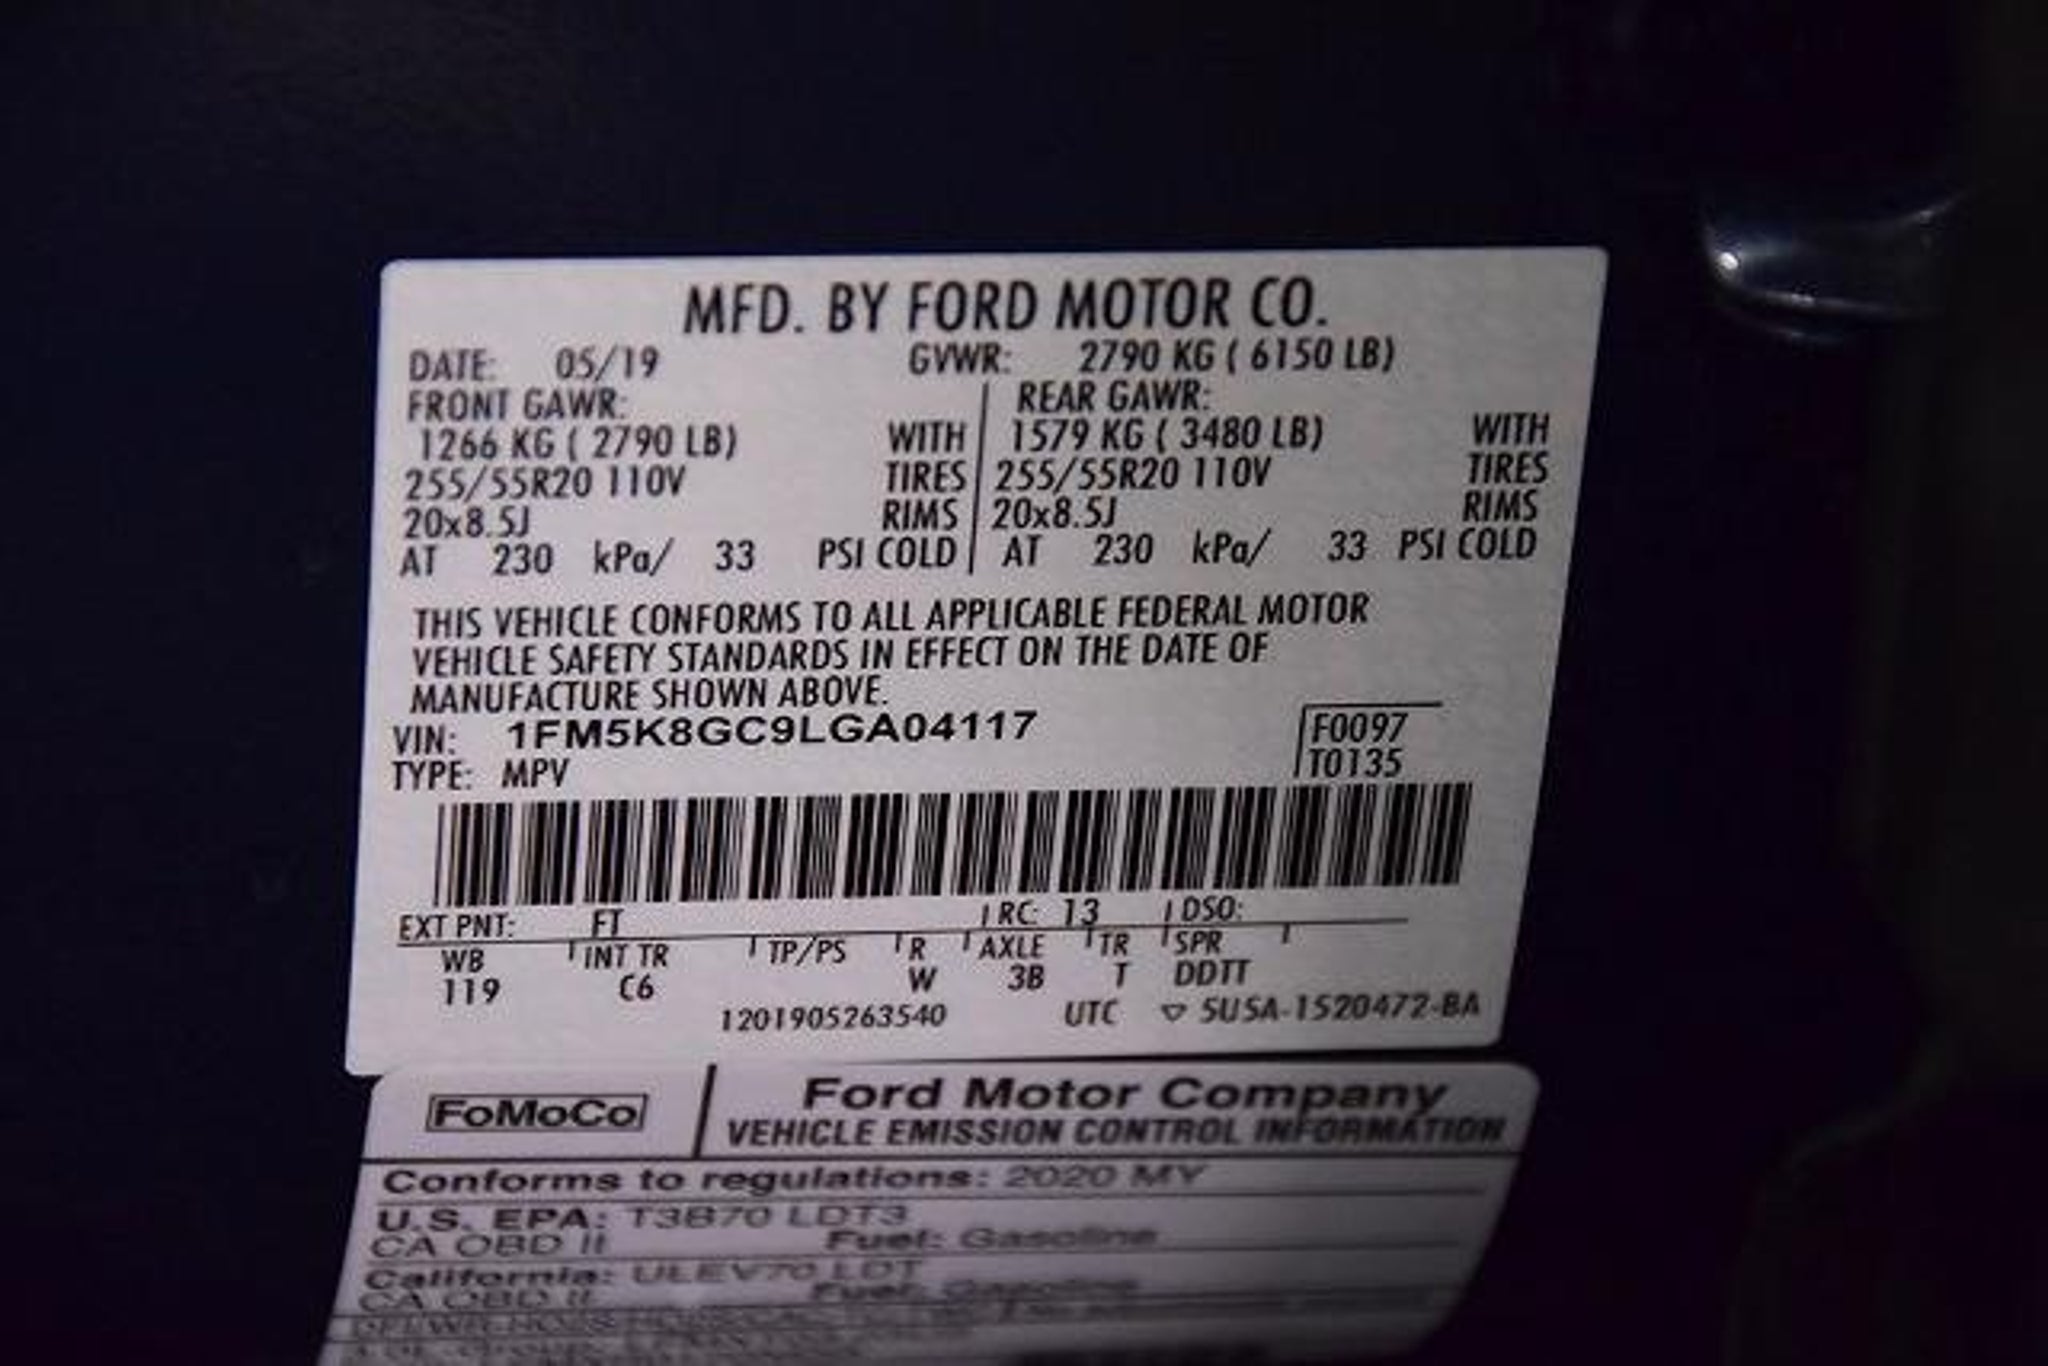 MFD. BY FORD MOTOR CO.
DATE: 05/19 GVWR: 2790 KG ( 6150 LB)
FRONT GAWR: REAR GAWR:
1266 KG ( 2790 LB) WITH 1579 KG ( 3480 LB) WITH
255/55R20 110V TIRES 255/55R20 110V TIRES
20x8.5J RIMS 20x8.5J RIMS
AT 230 kPa/ 33 PSI COLD AT 230 kPa/ 33 PSI COLD
THIS VEHICLE CONFORMS TO ALL APPLICABLE FEDERAL MOTOR
VEHICLE SAFETY STANDARDS IN EFFECT ON THE DATE OF
MANUFACTURE SHOWN ABOVE.
VIN: 1FM5K8GC9LGA04117 F0097
TYPE: MPV T0135
EXT PNT: FT RC: 13 DSO:
WB INT TR TP/PS R AXLE TR SPR
119 C6 W 3B T DDTT
1201905263540 UTC ▽ 5U5A-1520472-BA
FoMoCo Ford Motor Company
VEHICLE EMISSION CONTROL INFORMATION
Conforms to regulations: 2020 MY
U.S. EPA: T3B70 LDT3
CA OBD II Fuel: Gasoline
California: ULEV70 LDT
CA OBD II Fuel: Gasoline